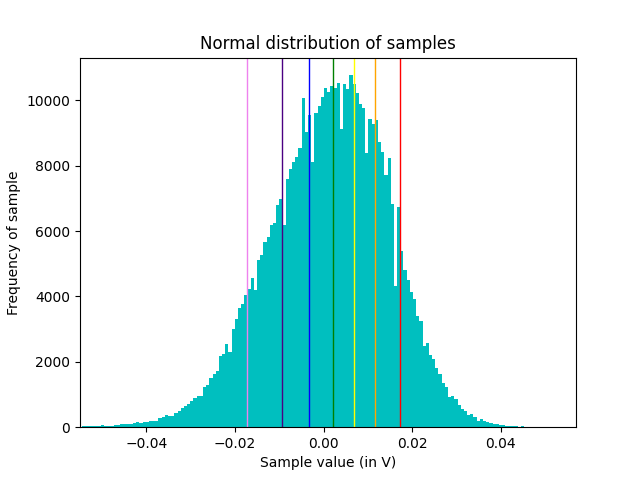 Normal distribution of samples
10000
8000
6000
4000
2000
0
Frequency of sample
−0.04 −0.02 0.00 0.02 0.04
Sample value (in V)